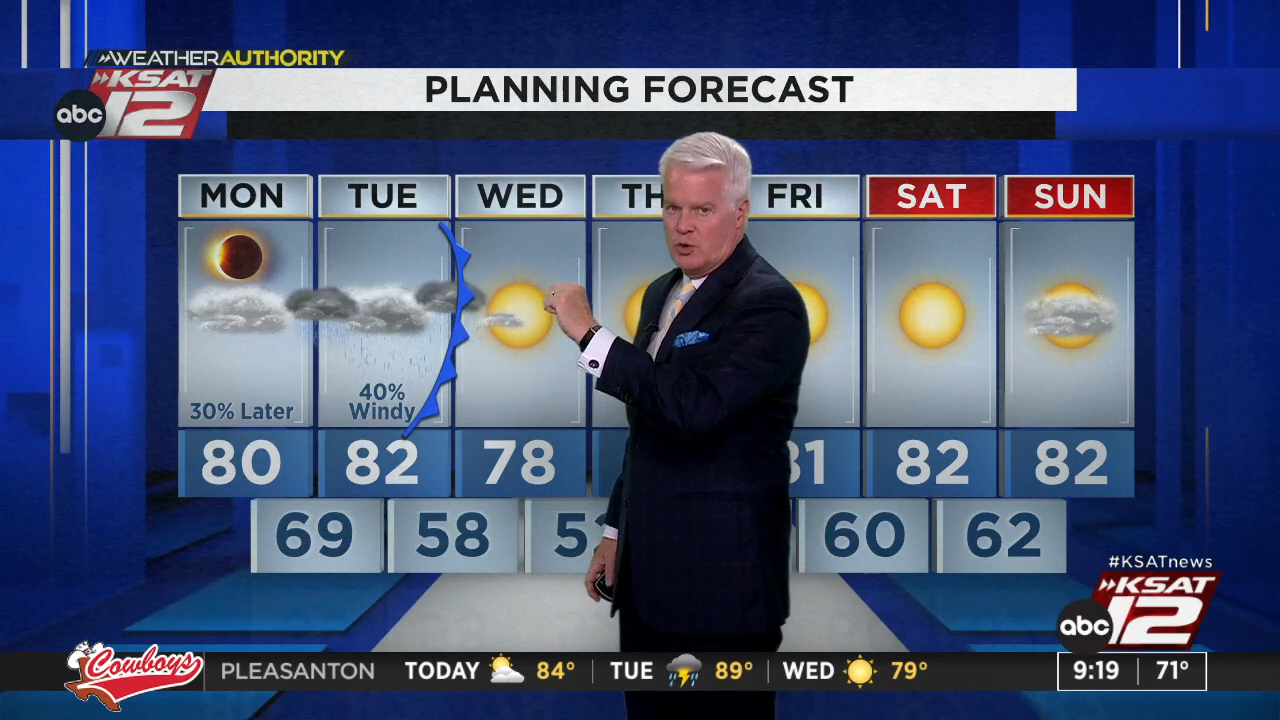 WEATHERAUTHORITY
KSAT
abc 12
PLANNING FORECAST
MON TUE WED FRI SAT SUN
30% Later
40%
Windy
80 82 78 82 82
69 58 60 62
#KSATnews
KSAT
abc 12
Cowboys PLEASANTON TODAY 84° TUE 89° WED 79° 9:19 71°